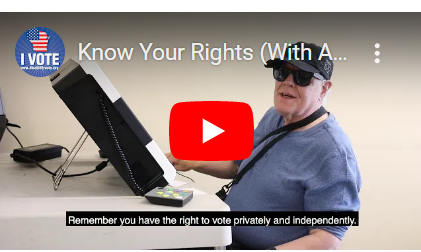 I VOTE
Know Your Rights (With A...
Remember you have the right to vote privately and independently.